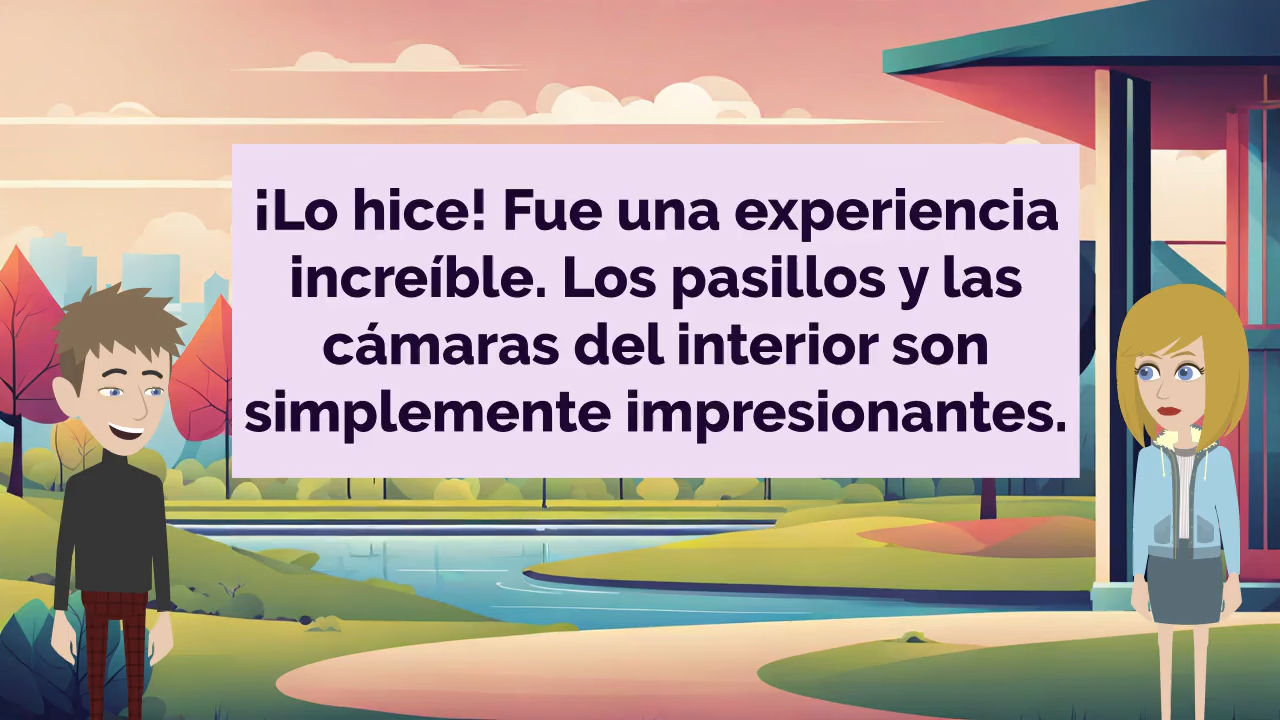 ¡Lo hice! Fue una experiencia
increíble. Los pasillos y las
cámaras del interior son
simplemente impresionantes.